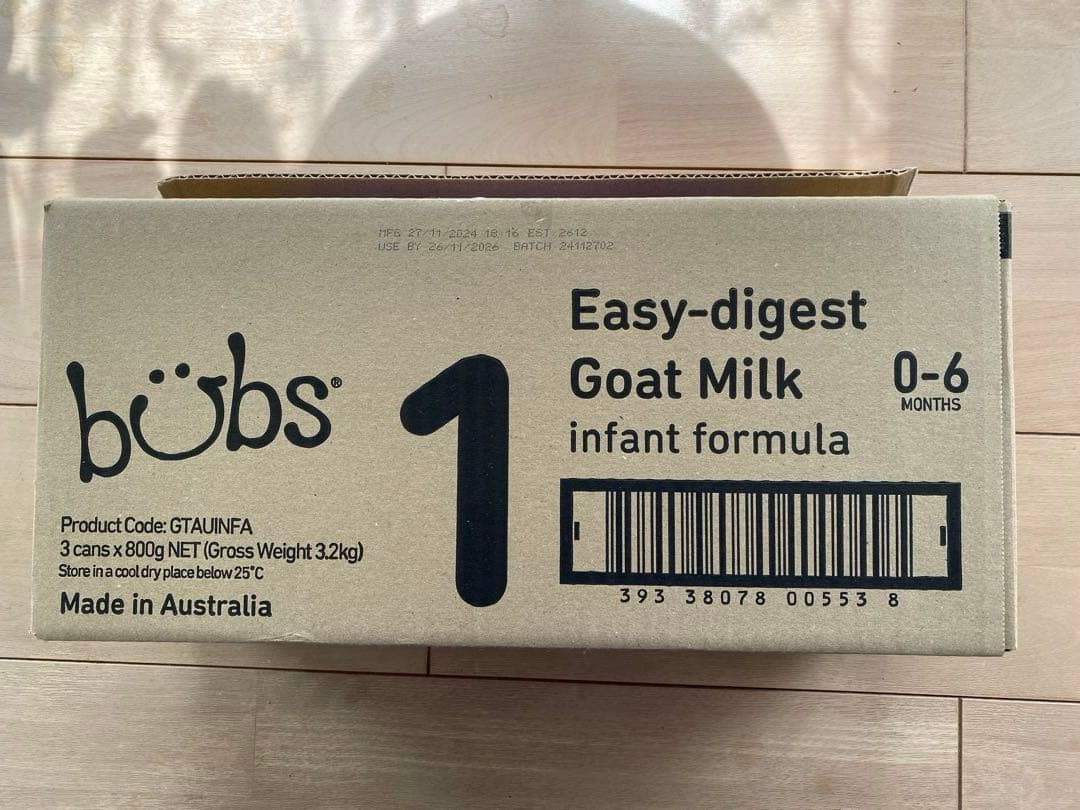 MFG 27/11/2024 18:16 EST 2612
USE BY 26/11/2026 BATCH 24112702
bübs®
1
Easy-digest
Goat Milk
infant formula
0-6
MONTHS
393 38078 00553 8
Product Code: GTAUINFA
3 cans x 800g NET (Gross Weight 3.2kg)
Store in a cool dry place below 25°C
Made in Australia